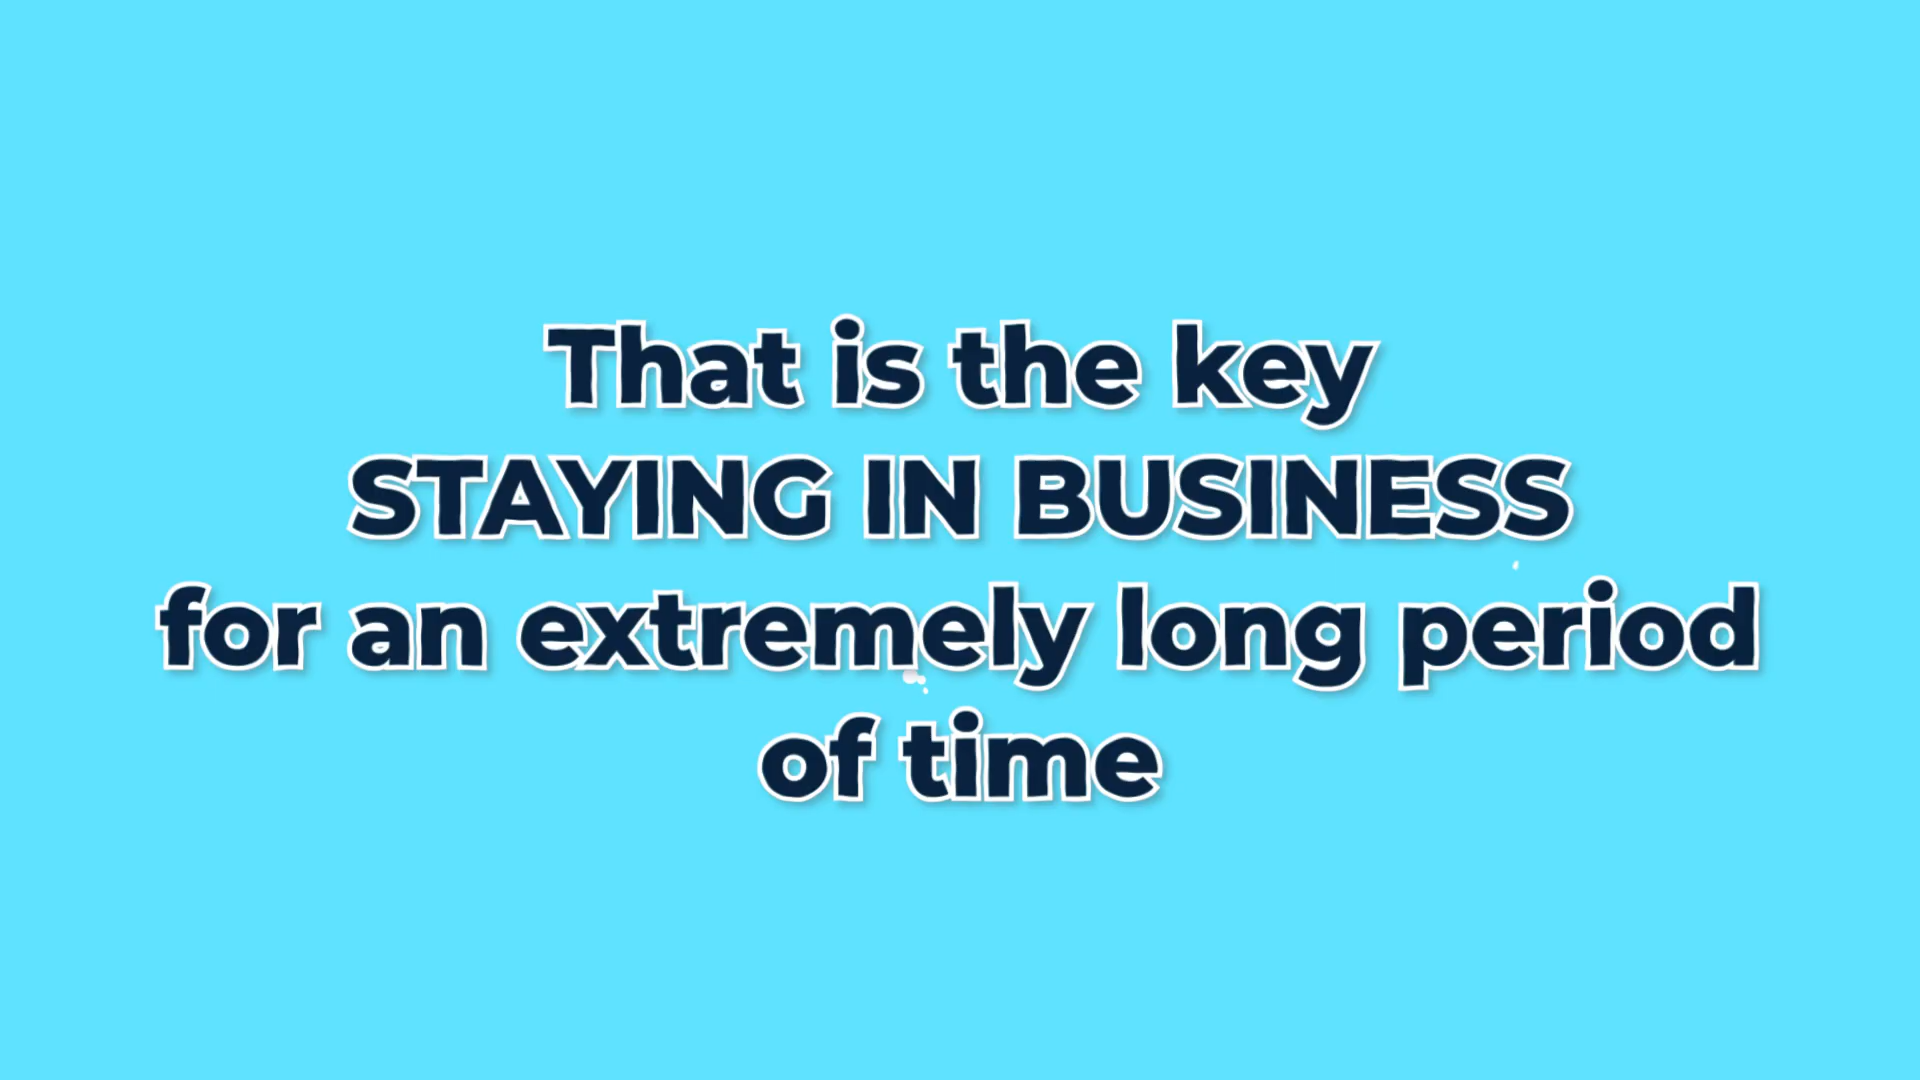 That is the key
STAYING IN BUSINESS
for an extremely long period
of time